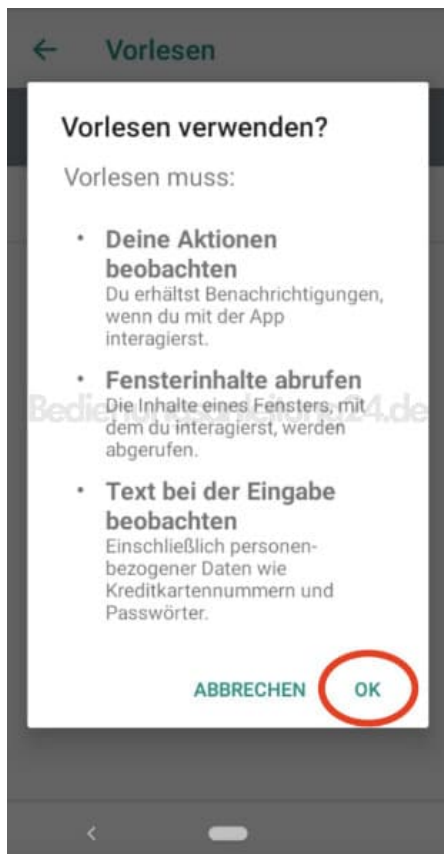 Vorlesen
Vorlesen verwenden?
Vorlesen muss:
• Deine Aktionen
beobachten
Du erhältst Benachrichtigungen,
wenn du mit der App
interagierst.
• Fensterinhalte abrufen
Die Inhalte eines Fensters, mit
dem du interagierst, werden
abgerufen.
• Text bei der Eingabe
beobachten
Einschließlich personen-
bezogener Daten wie
Kreditkartennummern und
Passwörter.
ABBRECHEN OK